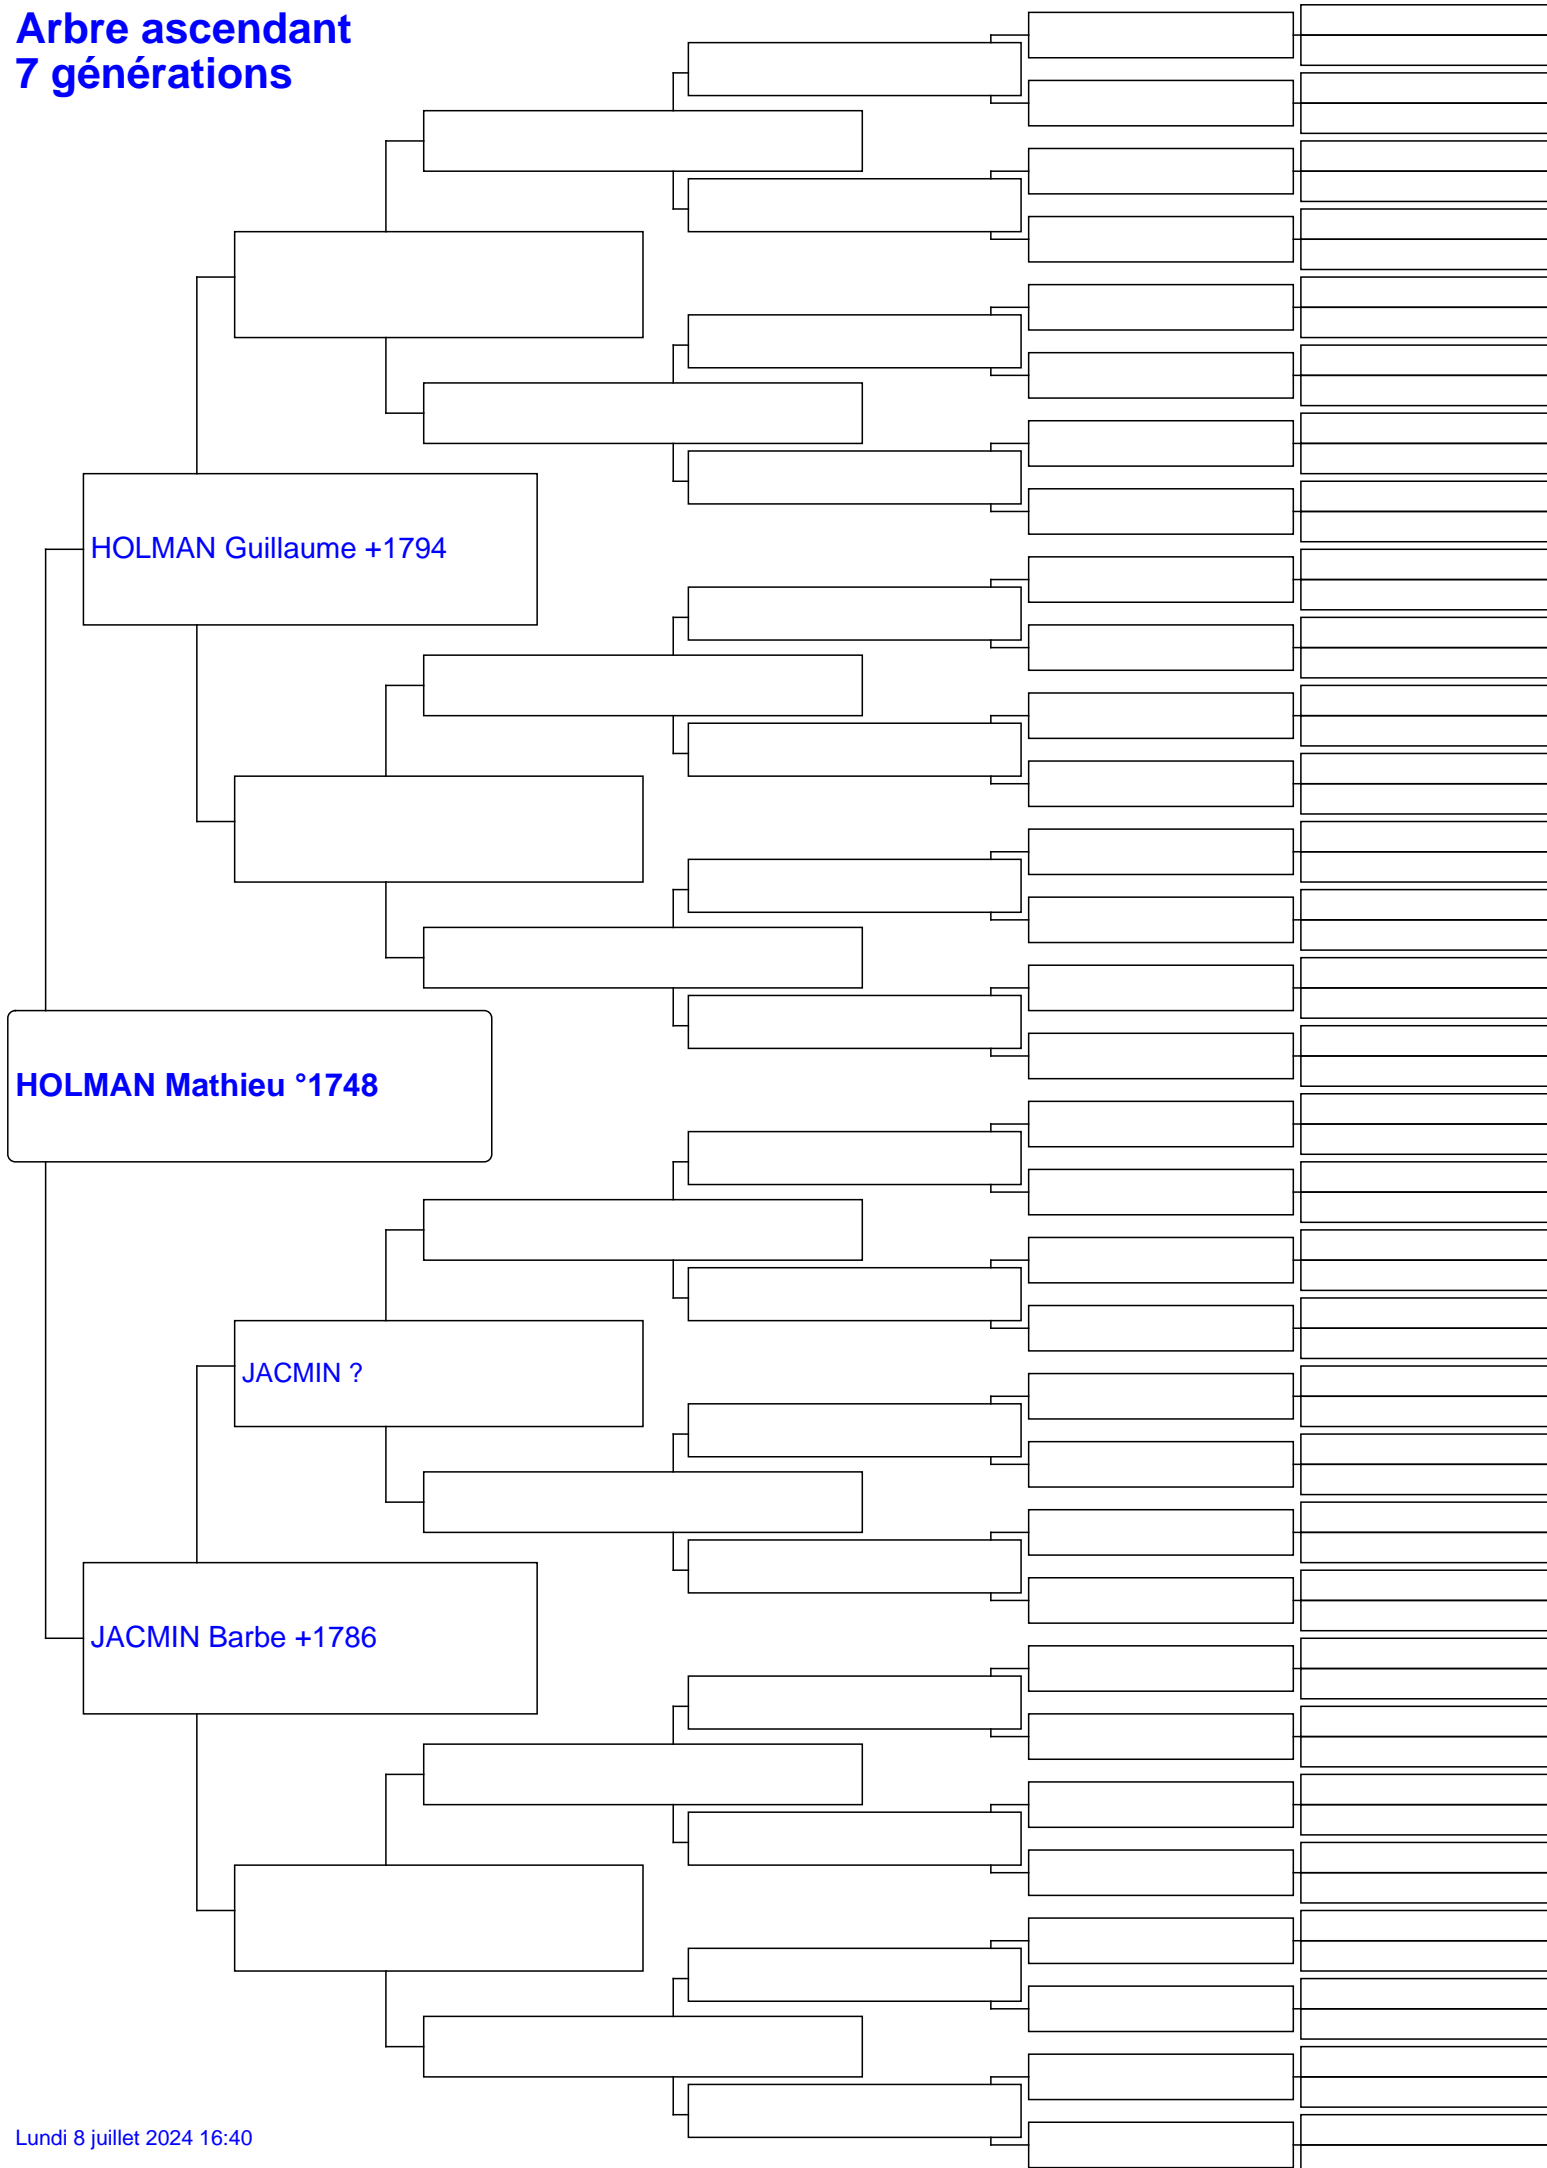 Arbre ascendant
7 générations
HOLMAN Guillaume +1794
HOLMAN Mathieu °1748
JACMIN ?
JACMIN Barbe +1786
Lundi 8 juillet 2024 16:40